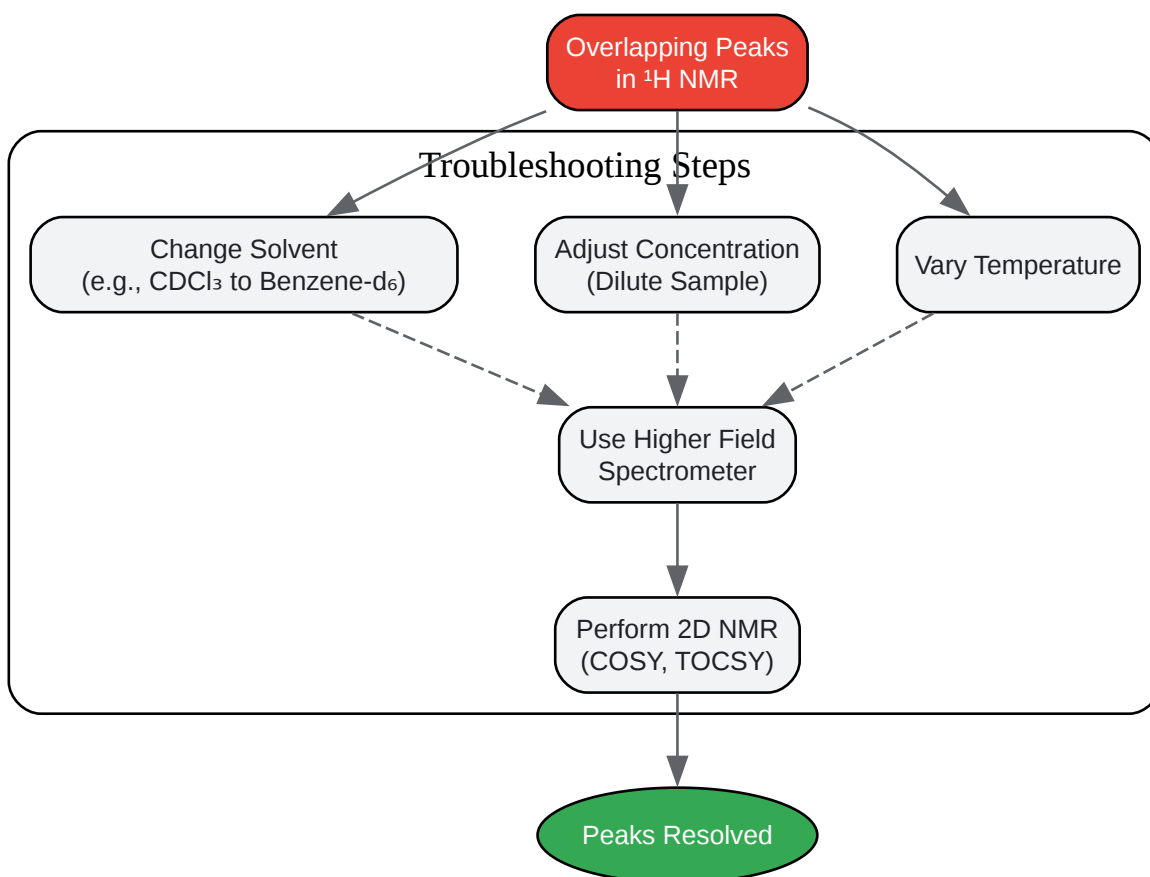 Overlapping Peaks
in ¹H NMR
Troubleshooting Steps
Change Solvent
(e.g., CDCl₃ to Benzene-d₆)
Adjust Concentration
(Dilute Sample)
Vary Temperature
Use Higher Field
Spectrometer
Perform 2D NMR
(COSY, TOCSY)
Peaks Resolved